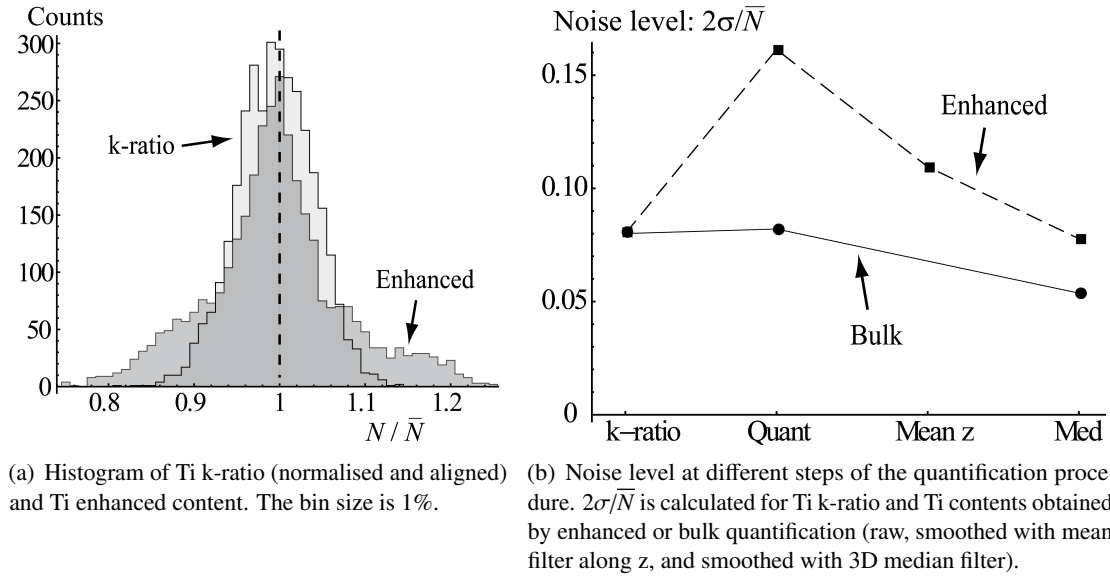 Counts
300
250
200
150
100
50
0
k-ratio
Enhanced
0.8 0.9 1 1.1 1.2
N / N̅
(a) Histogram of Ti k-ratio (normalised and aligned)
and Ti enhanced content. The bin size is 1%.
Noise level: 2σ/N̅
0.15
0.10
0.05
0
Enhanced
Bulk
k–ratio Quant Mean z Med
(b) Noise level at different steps of the quantification proce-
dure. 2σ/N̅ is calculated for Ti k-ratio and Ti contents obtained
by enhanced or bulk quantification (raw, smoothed with mean
filter along z, and smoothed with 3D median filter).